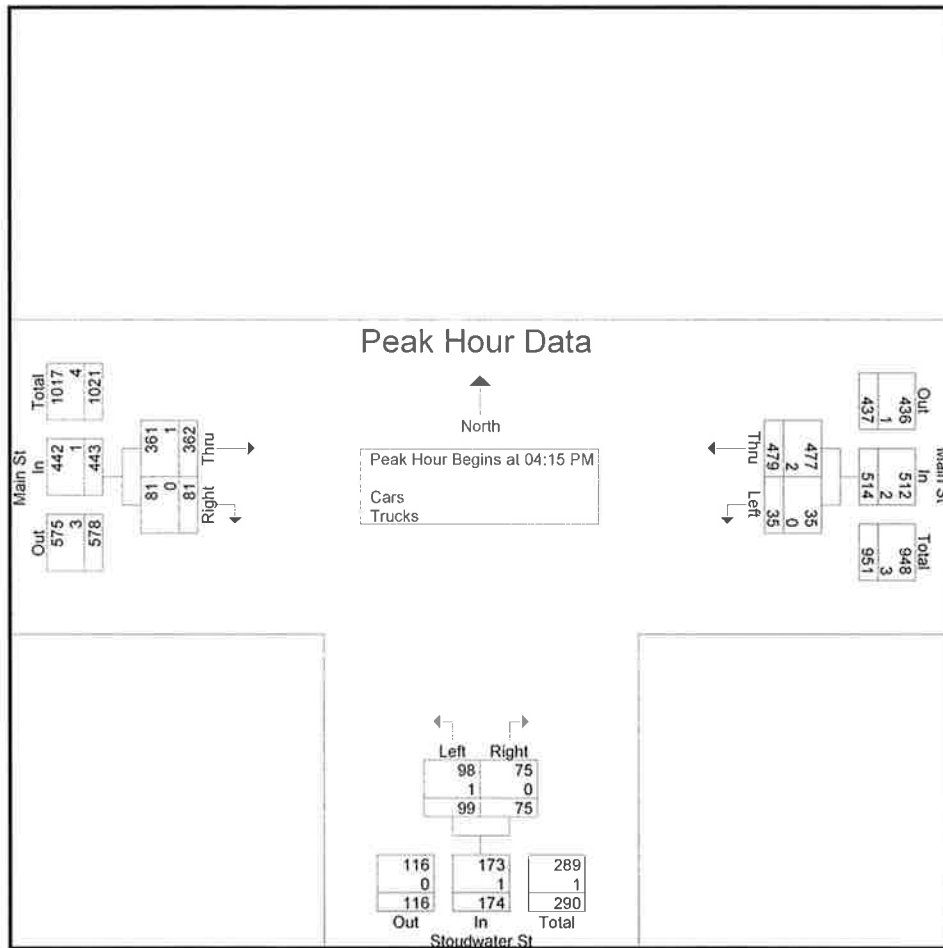 Peak Hour Data
North
Peak Hour Begins at 04:15 PM
Cars
Trucks
Main St
Total
1017
4
1021
In
442
1
443
Out
575
3
578
Thru
361
1
362
Right
81
0
81
Main St
Out
436
1
437
In
512
2
514
Total
948
3
951
Thru
477
2
479
Left
35
0
35
Left Right
98 75
1 0
99 75
116 173 289
0 1 1
116 174 290
Out In Total
Stoudwater St